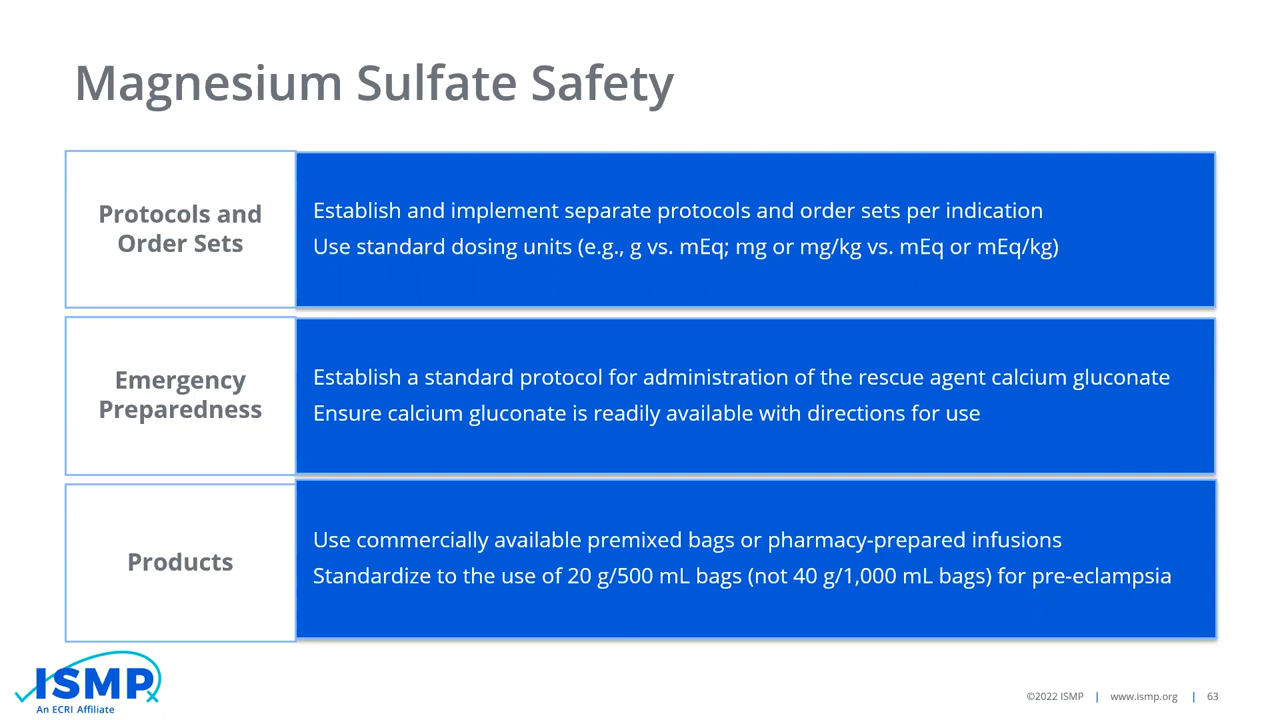 Magnesium Sulfate Safety
Protocols and
Order Sets
Establish and implement separate protocols and order sets per indication
Use standard dosing units (e.g., g vs. mEq; mg or mg/kg vs. mEq or mEq/kg)
Emergency
Preparedness
Establish a standard protocol for administration of the rescue agent calcium gluconate
Ensure calcium gluconate is readily available with directions for use
Products
Use commercially available premixed bags or pharmacy-prepared infusions
Standardize to the use of 20 g/500 mL bags (not 40 g/1,000 mL bags) for pre-eclampsia
ISMP
An ECRI Affiliate
©2022 ISMP | www.ismp.org | 63